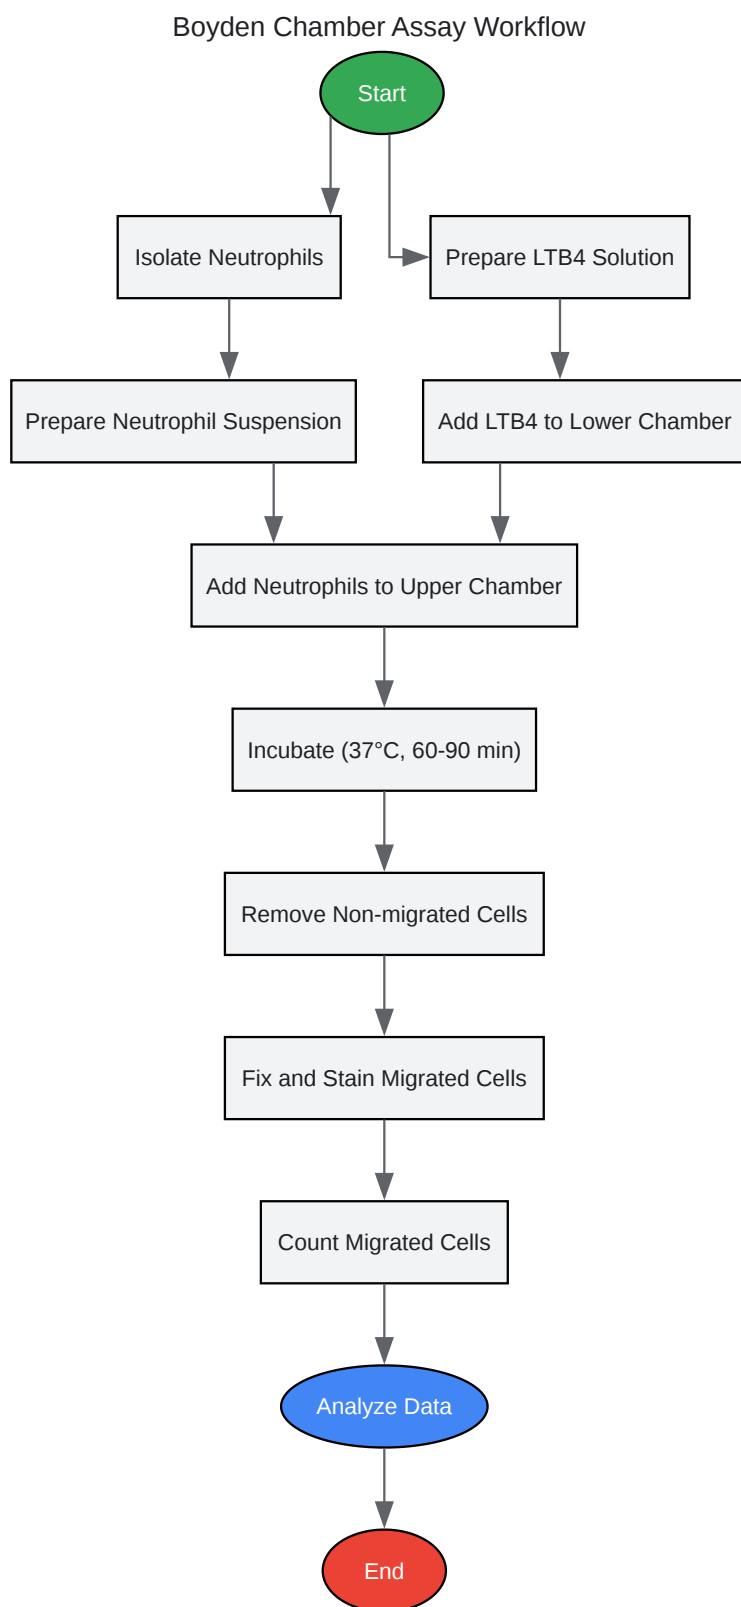 Boyden Chamber Assay Workflow
Start
Isolate Neutrophils
Prepare LTB4 Solution
Prepare Neutrophil Suspension
Add LTB4 to Lower Chamber
Add Neutrophils to Upper Chamber
Incubate (37°C, 60-90 min)
Remove Non-migrated Cells
Fix and Stain Migrated Cells
Count Migrated Cells
Analyze Data
End